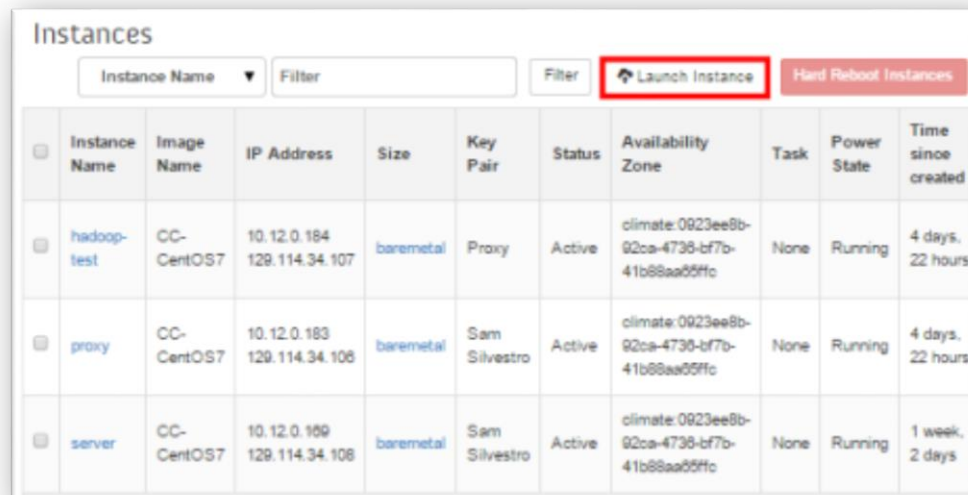 Instances
Instance Name ▼ Filter Filter Launch Instance Hard Reboot Instances
Instance Name Image Name IP Address Size Key Pair Status Availability Zone Task Power State Time since created
hadoop-test CC-CentOS7 10.12.0.184 129.114.34.107 baremetal Proxy Active climate:0923ee8b-92ca-4736-bf7b-41b88aa65ffc None Running 4 days, 22 hours
proxy CC-CentOS7 10.12.0.183 129.114.34.106 baremetal Sam Silvestro Active climate:0923ee8b-92ca-4736-bf7b-41b88aa65ffc None Running 4 days, 22 hours
server CC-CentOS7 10.12.0.169 129.114.34.108 baremetal Sam Silvestro Active climate:0923ee8b-92ca-4736-bf7b-41b88aa65ffc None Running 1 week, 2 days